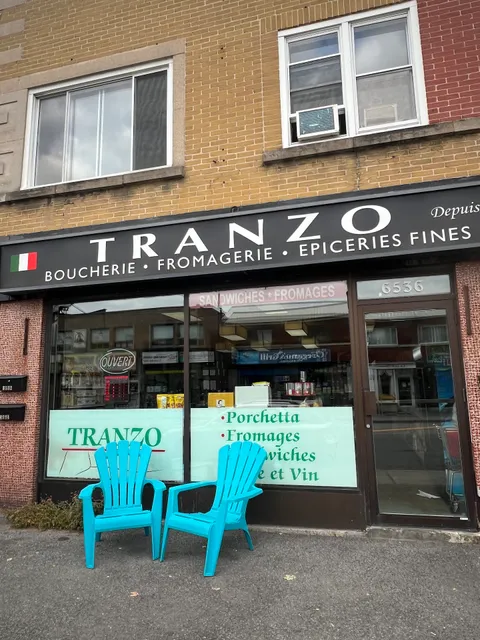 TRANZO
Depuis
BOUCHERIE • FROMAGERIE • EPICERIES FINES
SANDWICHES • FROMAGES
6536
OUVERT
TRANZO
• Porchetta
• Fromages
wiches
e et Vin